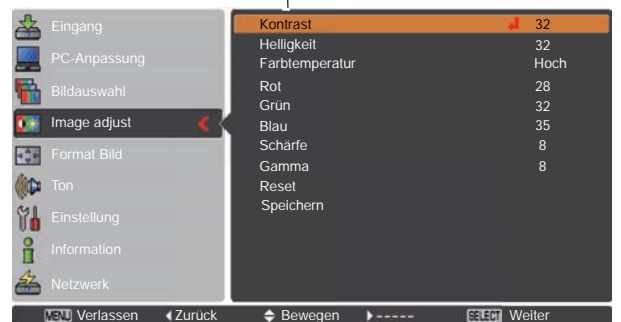 Eingang
PC-Anpassung
Bildauswahl
Image adjust
Format Bild
Ton
Einstellung
Information
Netzwerk
Kontrast 32
Helligkeit 32
Farbtemperatur Hoch
Rot 28
Grün 32
Blau 35
Schärfe 8
Gamma 8
Reset
Speichern
MENU Verlassen Zurück Bewegen ----- SELECT Weiter